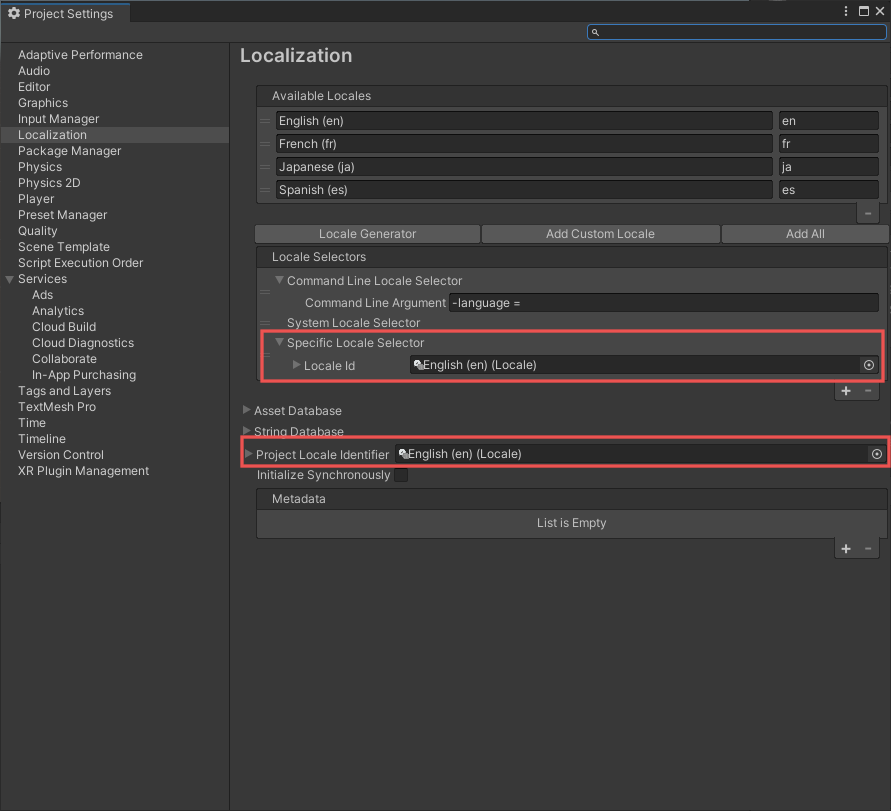 Project Settings
Adaptive Performance
Audio
Editor
Graphics
Input Manager
Localization
Package Manager
Physics
Physics 2D
Player
Preset Manager
Quality
Scene Template
Script Execution Order
Services
Ads
Analytics
Cloud Build
Cloud Diagnostics
Collaborate
In-App Purchasing
Tags and Layers
TextMesh Pro
Time
Timeline
Version Control
XR Plugin Management
Localization
Available Locales
English (en) en
French (fr) fr
Japanese (ja) ja
Spanish (es) es
Locale Generator Add Custom Locale Add All
Locale Selectors
Command Line Locale Selector
Command Line Argument -language =
System Locale Selector
Specific Locale Selector
Locale Id English (en) (Locale)
Asset Database
String Database
Project Locale Identifier English (en) (Locale)
Initialize Synchronously
Metadata
List is Empty